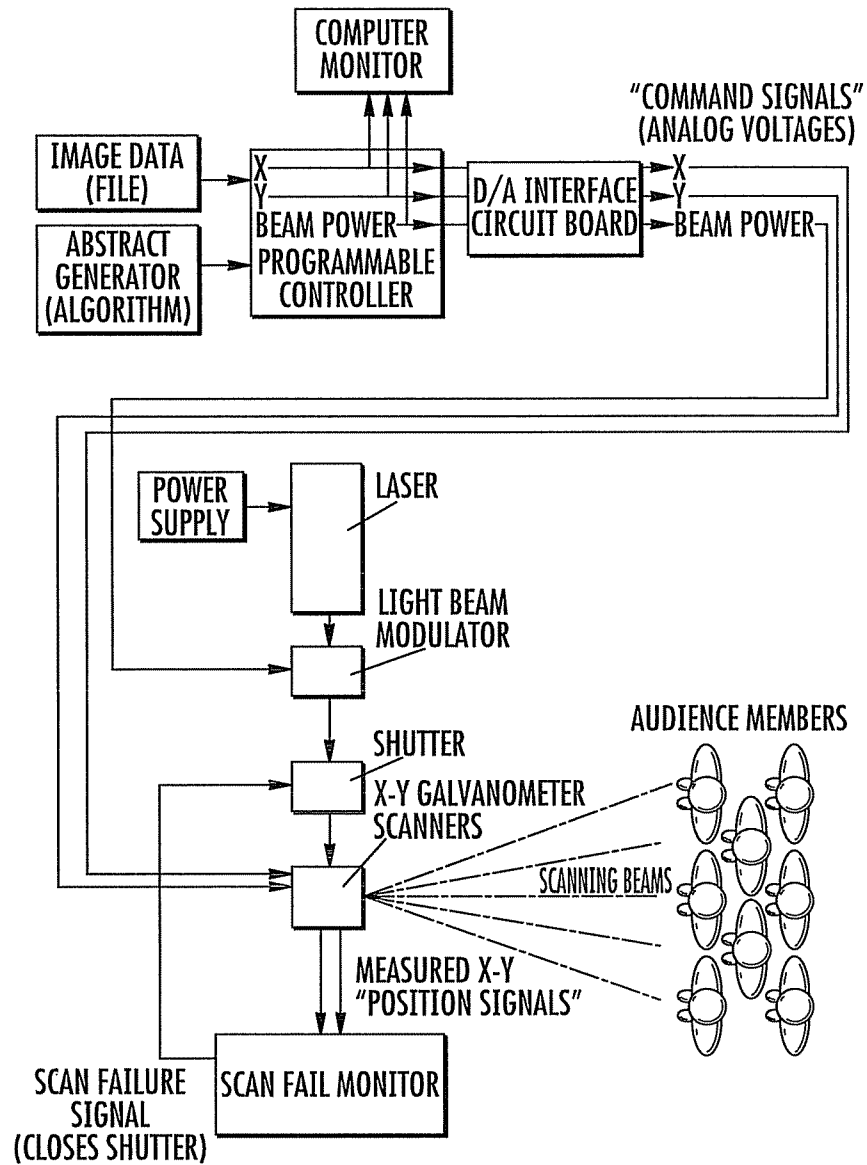 COMPUTER
MONITOR
"COMMAND SIGNALS"
(ANALOG VOLTAGES)
IMAGE DATA
(FILE)
ABSTRACT
GENERATOR
(ALGORITHM)
X
Y
BEAM POWER
PROGRAMMABLE
CONTROLLER
D/A INTERFACE
CIRCUIT BOARD
X
Y
BEAM POWER
POWER
SUPPLY
LASER
LIGHT BEAM
MODULATOR
SHUTTER
X-Y GALVANOMETER
SCANNERS
AUDIENCE MEMBERS
SCANNING BEAMS
MEASURED X-Y
"POSITION SIGNALS"
SCAN FAIL MONITOR
SCAN FAILURE
SIGNAL
(CLOSES SHUTTER)